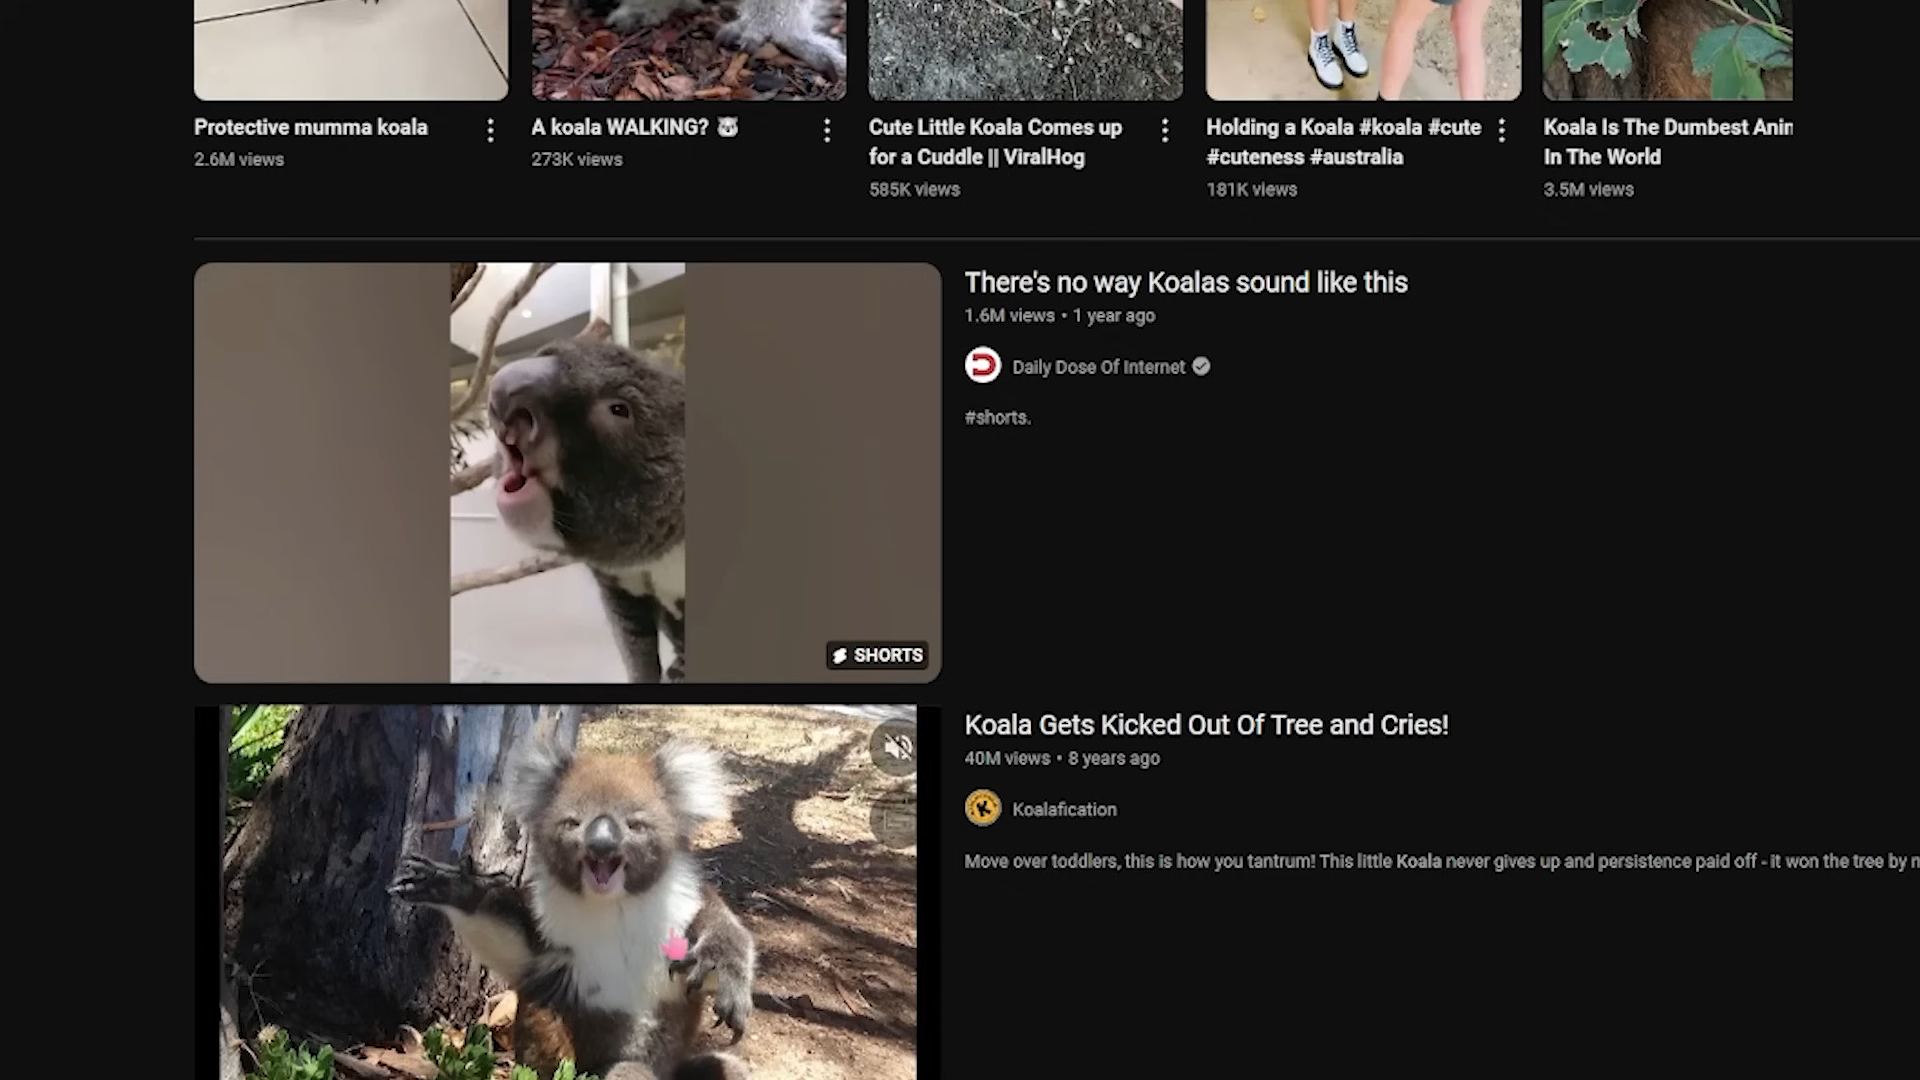 Protective mumma koala
2.6M views
A koala WALKING? 🐨
273K views
Cute Little Koala Comes up
for a Cuddle || ViralHog
585K views
Holding a Koala #koala #cute
#cuteness #australia
181K views
Koala Is The Dumbest Anim
In The World
3.5M views
There's no way Koalas sound like this
1.6M views • 1 year ago
Daily Dose Of Internet
#shorts.
SHORTS
Koala Gets Kicked Out Of Tree and Cries!
40M views • 8 years ago
Koalafication
Move over toddlers, this is how you tantrum! This little Koala never gives up and persistence paid off - it won the tree by